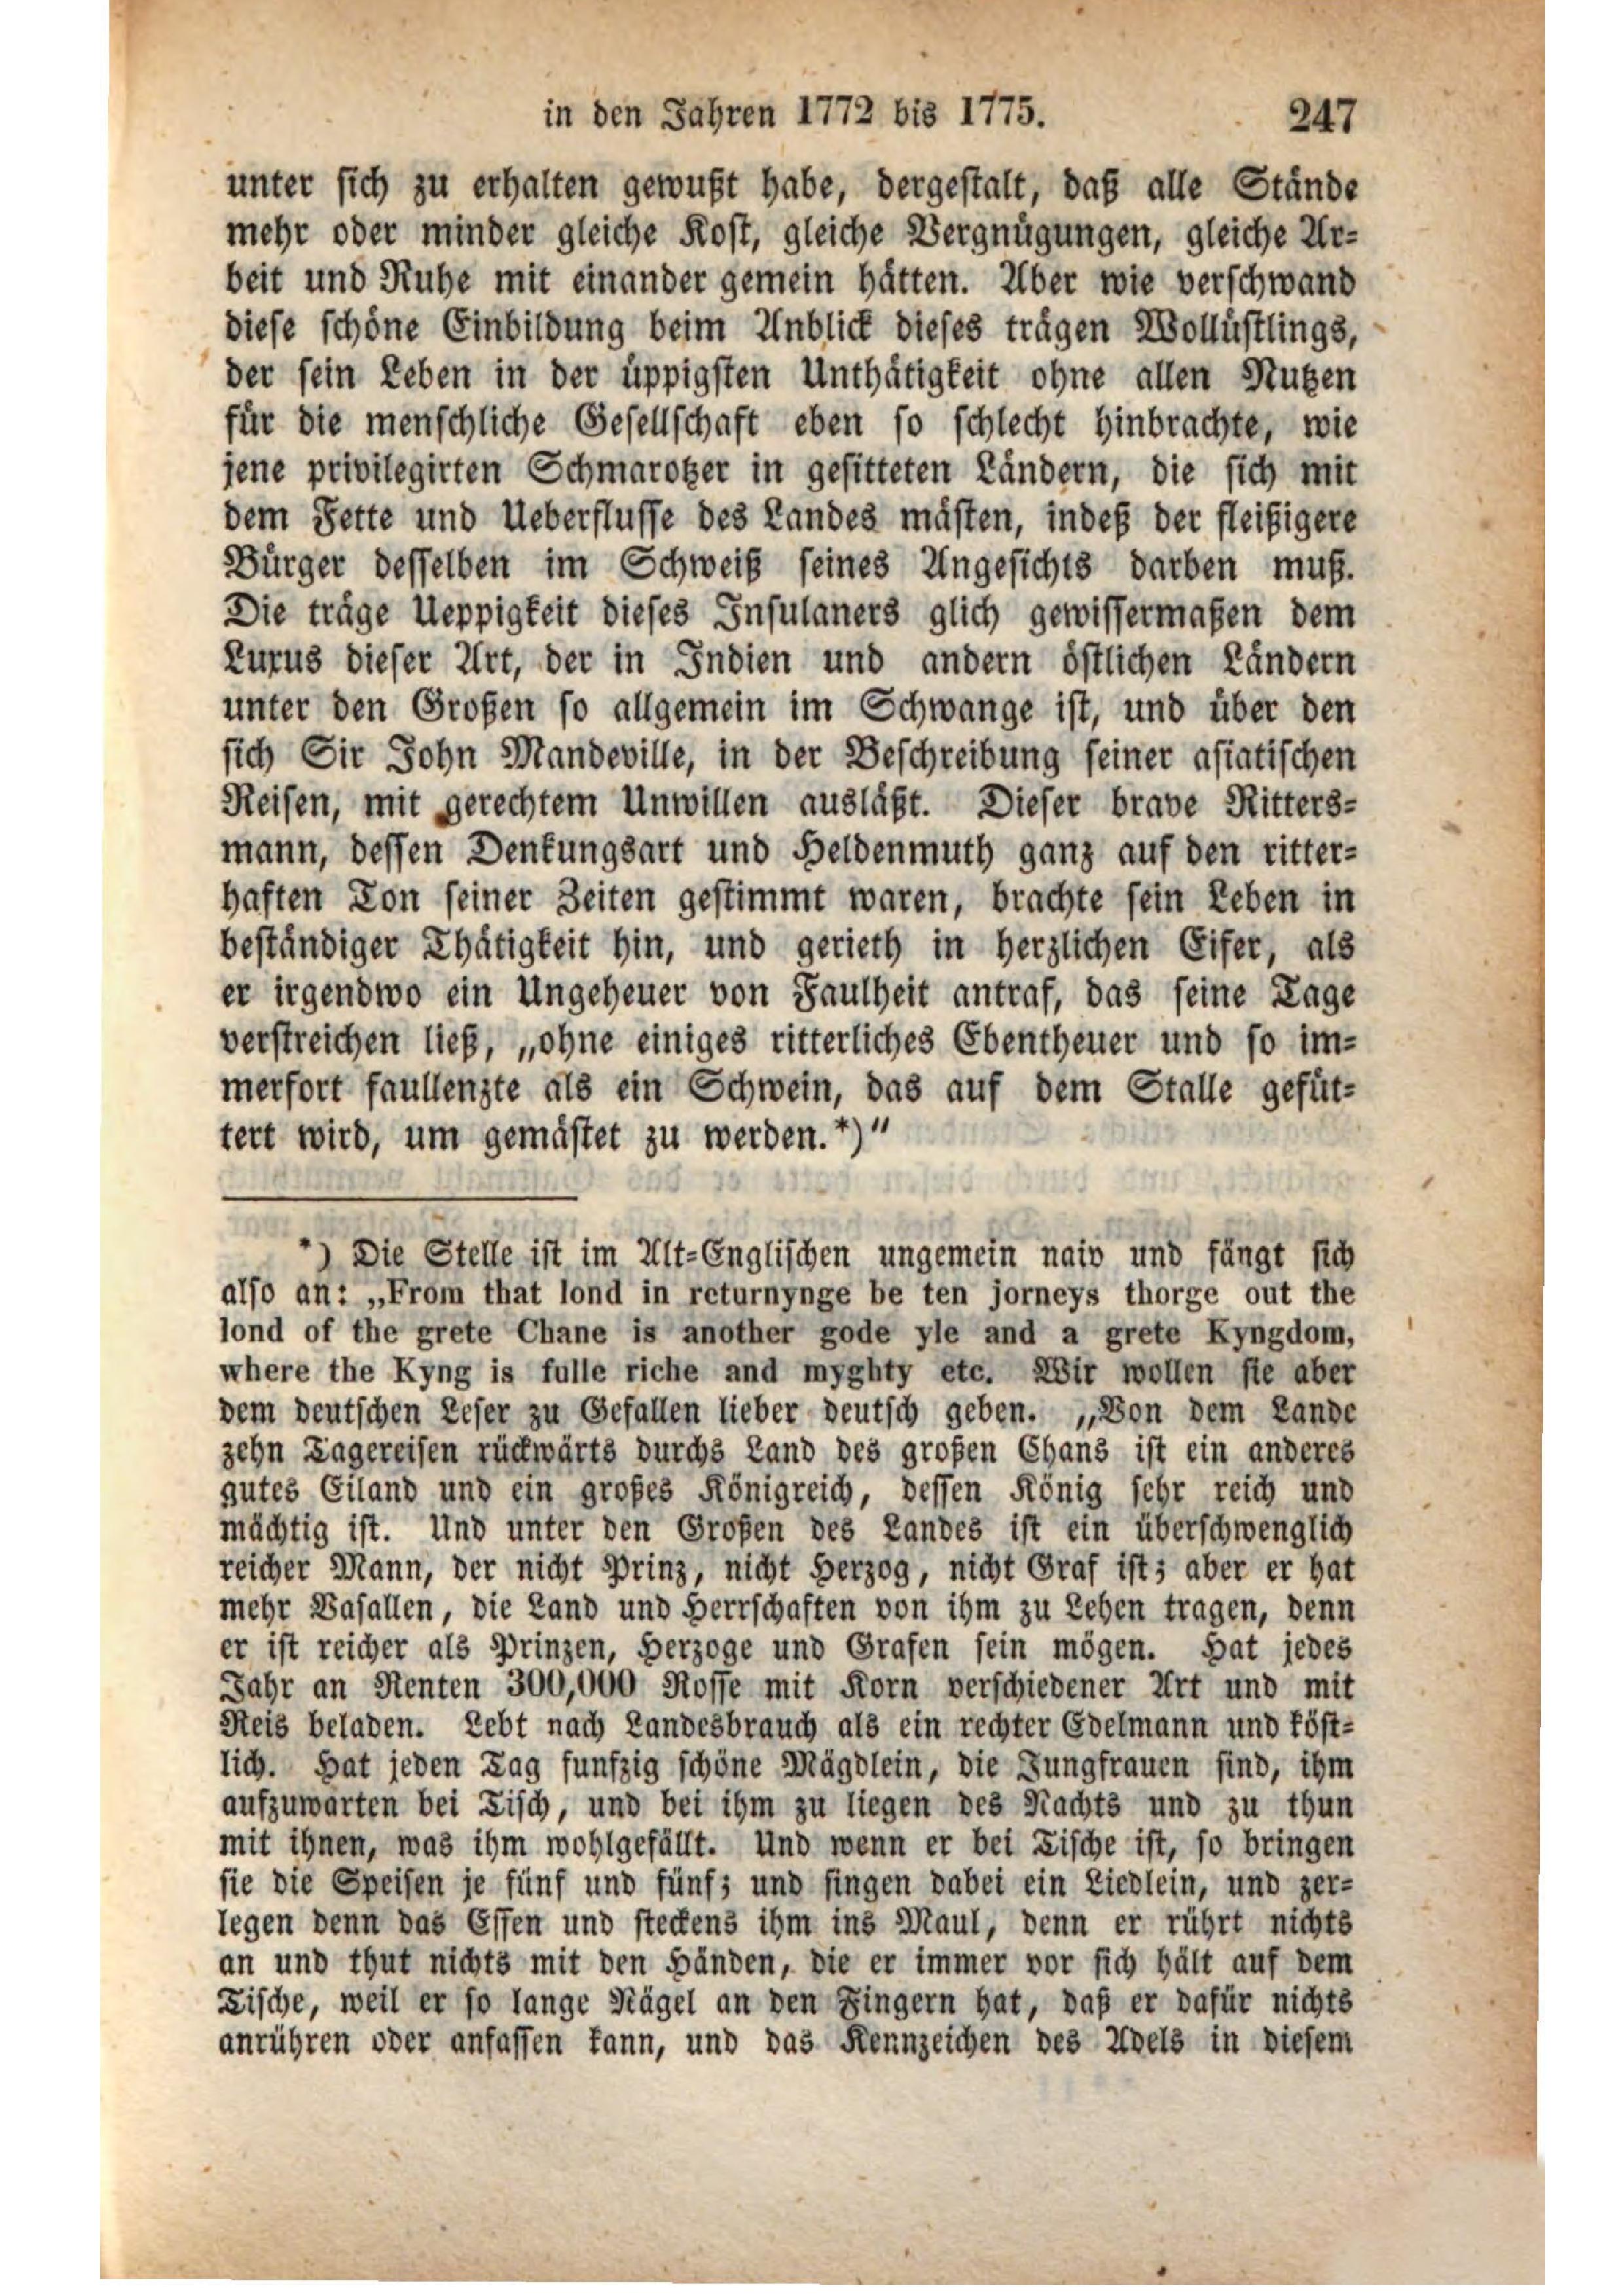 in den Jahren 1772 bis 1775. 247
unter sich zu erhalten gewußt habe, dergestalt, daß alle Stände
mehr oder minder gleiche Kost, gleiche Vergnügungen, gleiche Ar-
beit und Ruhe mit einander gemein hätten. Aber wie verschwand
diese schöne Einbildung beim Anblick dieses trägen Wollüstlings,
der sein Leben in der üppigsten Unthätigkeit ohne allen Nutzen
für die menschliche Gesellschaft eben so schlecht hinbrachte, wie
jene privilegirten Schmarotzer in gesitteten Ländern, die sich mit
dem Fette und Ueberflusse des Landes mästen, indeß der fleißigere
Bürger desselben im Schweiß seines Angesichts darben muß.
Die träge Ueppigkeit dieses Insulaners glich gewissermaßen dem
Luxus dieser Art, der in Indien und andern östlichen Ländern
unter den Großen so allgemein im Schwange ist, und über den
sich Sir John Mandeville, in der Beschreibung seiner asiatischen
Reisen, mit gerechtem Unwillen ausläßt. Dieser brave Ritters-
mann, dessen Denkungsart und Heldenmuth ganz auf den ritter-
haften Ton seiner Zeiten gestimmt waren, brachte sein Leben in
beständiger Thätigkeit hin, und gerieth in herzlichen Eifer, als
er irgendwo ein Ungeheuer von Faulheit antraf, das seine Tage
verstreichen ließ, „ohne einiges ritterliches Ebentheuer und so im-
merfort faullenzte als ein Schwein, das auf dem Stalle gefüt-
tert wird, um gemästet zu werden.*)“
*) Die Stelle ist im Alt-Englischen ungemein naiv und fängt sich
also an: „From that lond in returnynge be ten jorneys thorge out the
lond of the grete Chane is another gode yle and a grete Kyngdom,
where the Kyng is fulle riche and myghty etc. Wir wollen sie aber
dem deutschen Leser zu Gefallen lieber deutsch geben. „Von dem Lande
zehn Tagereisen rückwärts durchs Land des großen Chans ist ein anderes
gutes Eiland und ein großes Königreich, dessen König sehr reich und
mächtig ist. Und unter den Großen des Landes ist ein überschwenglich
reicher Mann, der nicht Prinz, nicht Herzog, nicht Graf ist; aber er hat
mehr Vasallen, die Land und Herrschaften von ihm zu Lehen tragen, denn
er ist reicher als Prinzen, Herzoge und Grafen sein mögen. Hat jedes
Jahr an Renten 300,000 Rosse mit Korn verschiedener Art und mit
Reis beladen. Lebt nach Landesbrauch als ein rechter Edelmann und köst-
lich. Hat jeden Tag funfzig schöne Mägdlein, die Jungfrauen sind, ihm
aufzuwarten bei Tisch, und bei ihm zu liegen des Nachts und zu thun
mit ihnen, was ihm wohlgefällt. Und wenn er bei Tische ist, so bringen
sie die Speisen je fünf und fünf; und singen dabei ein Liedlein, und zer-
legen denn das Essen und steckens ihm ins Maul, denn er rührt nichts
an und thut nichts mit den Händen, die er immer vor sich hält auf dem
Tische, weil er so lange Nägel an den Fingern hat, daß er dafür nichts
anrühren oder anfassen kann, und das Kennzeichen des Adels in diesem